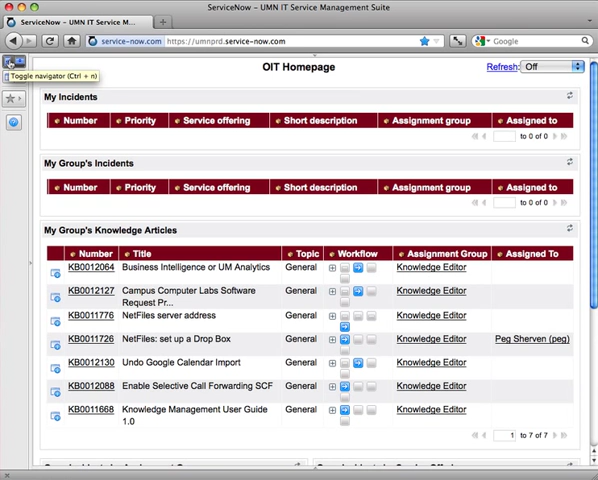 ServiceNow - UMN IT Service Management Suite
ServiceNow – UMN IT Service M...
service-now.com https://umnprd.service-now.com
Google
Toggle navigator (Ctrl + n)
OIT Homepage
Refresh: Off
My Incidents
Number Priority Service offering Short description Assignment group Assigned to
to 0 of 0
My Group's Incidents
Number Priority Service offering Short description Assignment group Assigned to
to 0 of 0
My Group's Knowledge Articles
Number Title Topic Workflow Assignment Group Assigned To
KB0012064 Business Intelligence or UM Analytics General Knowledge Editor
KB0012127 Campus Computer Labs Software Request Pr... General Knowledge Editor
KB0011776 NetFiles server address General Knowledge Editor
KB0011726 NetFiles: set up a Drop Box General Knowledge Editor Peg Sherven (peg)
KB0012130 Undo Google Calendar Import General Knowledge Editor
KB0012088 Enable Selective Call Forwarding SCF General Knowledge Editor
KB0011668 Knowledge Management User Guide 1.0 General Knowledge Editor
1 to 7 of 7